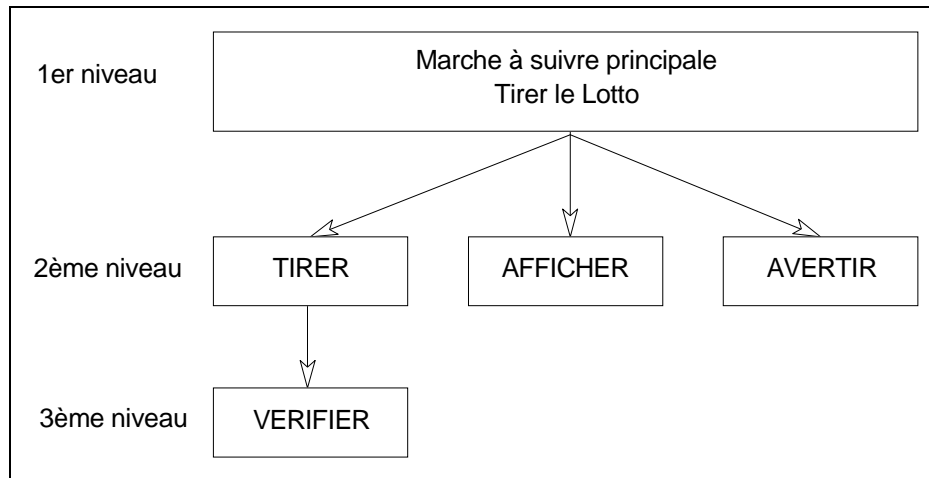 1er niveau
Marche à suivre principale
Tirer le Lotto
2ème niveau
TIRER
AFFICHER
AVERTIR
3ème niveau
VERIFIER